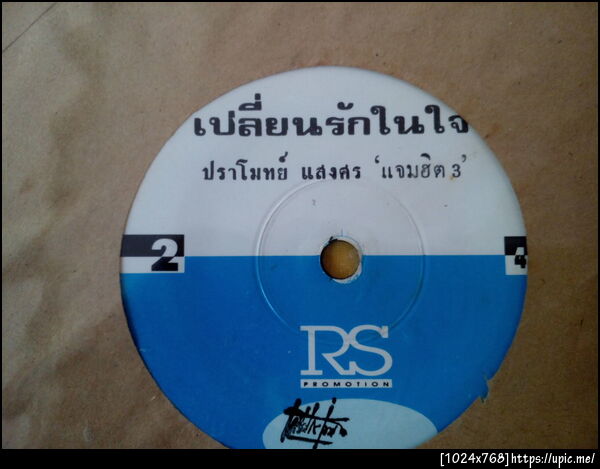 เปลี่ยนรักในใจ
ปราโมทย์ แสงศร 'แจมฮิต 3'
2
4
RS
PROMOTION
[1024x768]https://upic.me/